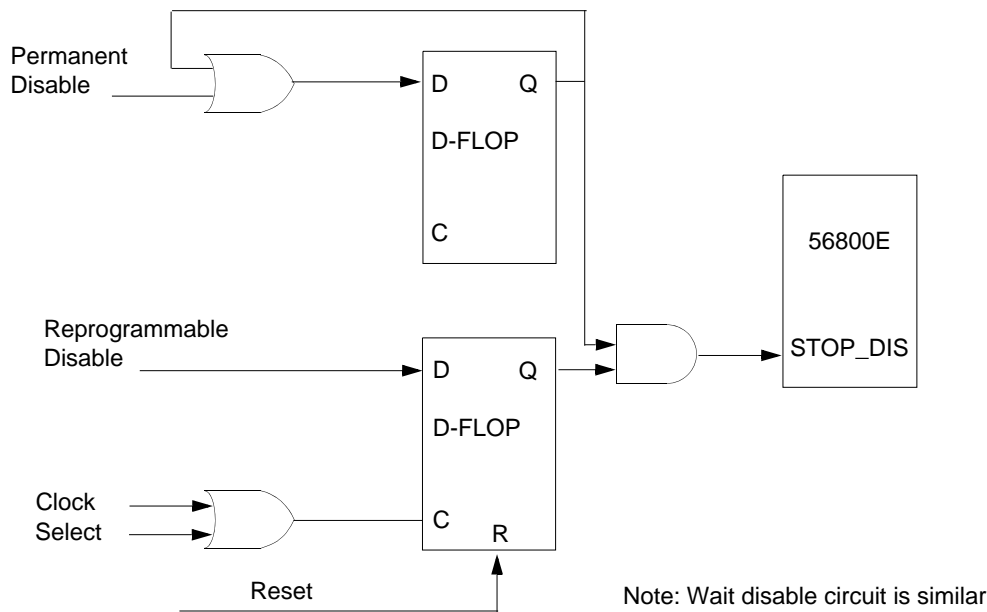 Permanent
Disable
D Q
D-FLOP
C
56800E
STOP_DIS
Reprogrammable
Disable
D Q
D-FLOP
Clock
Select
C
R
Reset
Note: Wait disable circuit is similar